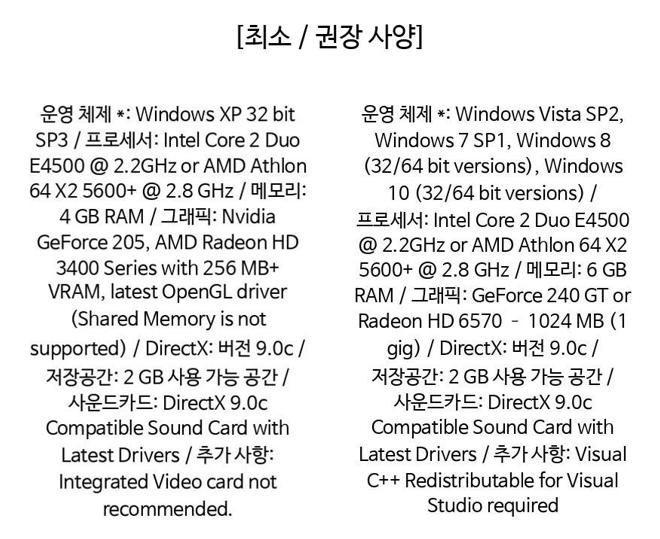 [최소 / 권장 사양]
운영 체제 *: Windows XP 32 bit
SP3 / 프로세서: Intel Core 2 Duo
E4500 @ 2.2GHz or AMD Athlon
64 X2 5600+ @ 2.8 GHz / 메모리:
4 GB RAM / 그래픽: Nvidia
GeForce 205, AMD Radeon HD
3400 Series with 256 MB+
VRAM, latest OpenGL driver
(Shared Memory is not
supported) / DirectX: 버전 9.0c /
저장공간: 2 GB 사용 가능 공간 /
사운드카드: DirectX 9.0c
Compatible Sound Card with
Latest Drivers / 추가 사항:
Integrated Video card not
recommended.
운영 체제 *: Windows Vista SP2,
Windows 7 SP1, Windows 8
(32/64 bit versions), Windows
10 (32/64 bit versions) /
프로세서: Intel Core 2 Duo E4500
@ 2.2GHz or AMD Athlon 64 X2
5600+ @ 2.8 GHz / 메모리: 6 GB
RAM / 그래픽: GeForce 240 GT or
Radeon HD 6570 – 1024 MB (1
gig) / DirectX: 버전 9.0c /
저장공간: 2 GB 사용 가능 공간 /
사운드카드: DirectX 9.0c
Compatible Sound Card with
Latest Drivers / 추가 사항: Visual
C++ Redistributable for Visual
Studio required